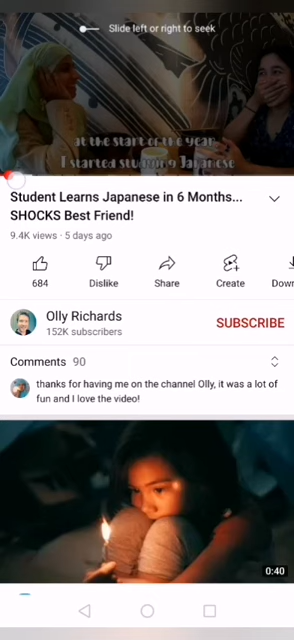 Slide left or right to seek
at the start of the year,
I started studying Japanese
Student Learns Japanese in 6 Months...
SHOCKS Best Friend!
9.4K views · 5 days ago
684
Dislike
Share
Create
Down
Olly Richards
152K subscribers
SUBSCRIBE
Comments 90
thanks for having me on the channel Olly, it was a lot of
fun and I love the video!
0:40